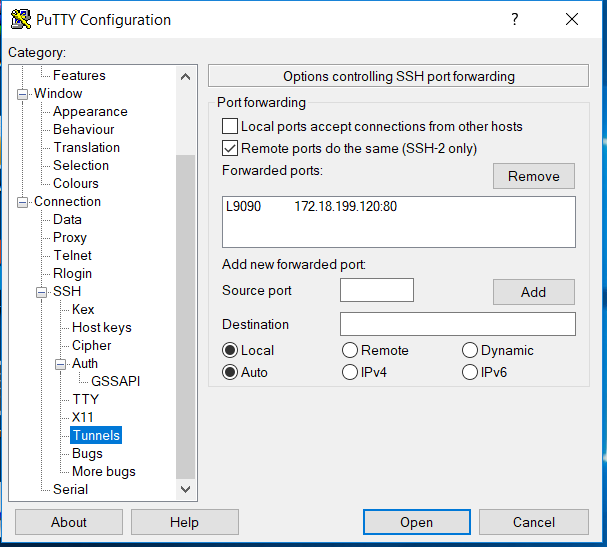 PuTTY Configuration
?
Category:
Features
Window
Appearance
Behaviour
Translation
Selection
Colours
Connection
Data
Proxy
Telnet
Rlogin
SSH
Kex
Host keys
Cipher
Auth
GSSAPI
TTY
X11
Tunnels
Bugs
More bugs
Serial
Options controlling SSH port forwarding
Port forwarding
Local ports accept connections from other hosts
Remote ports do the same (SSH-2 only)
Forwarded ports:
Remove
L9090 172.18.199.120:80
Add new forwarded port:
Source port
Add
Destination
Local Remote Dynamic
Auto IPv4 IPv6
About Help Open Cancel